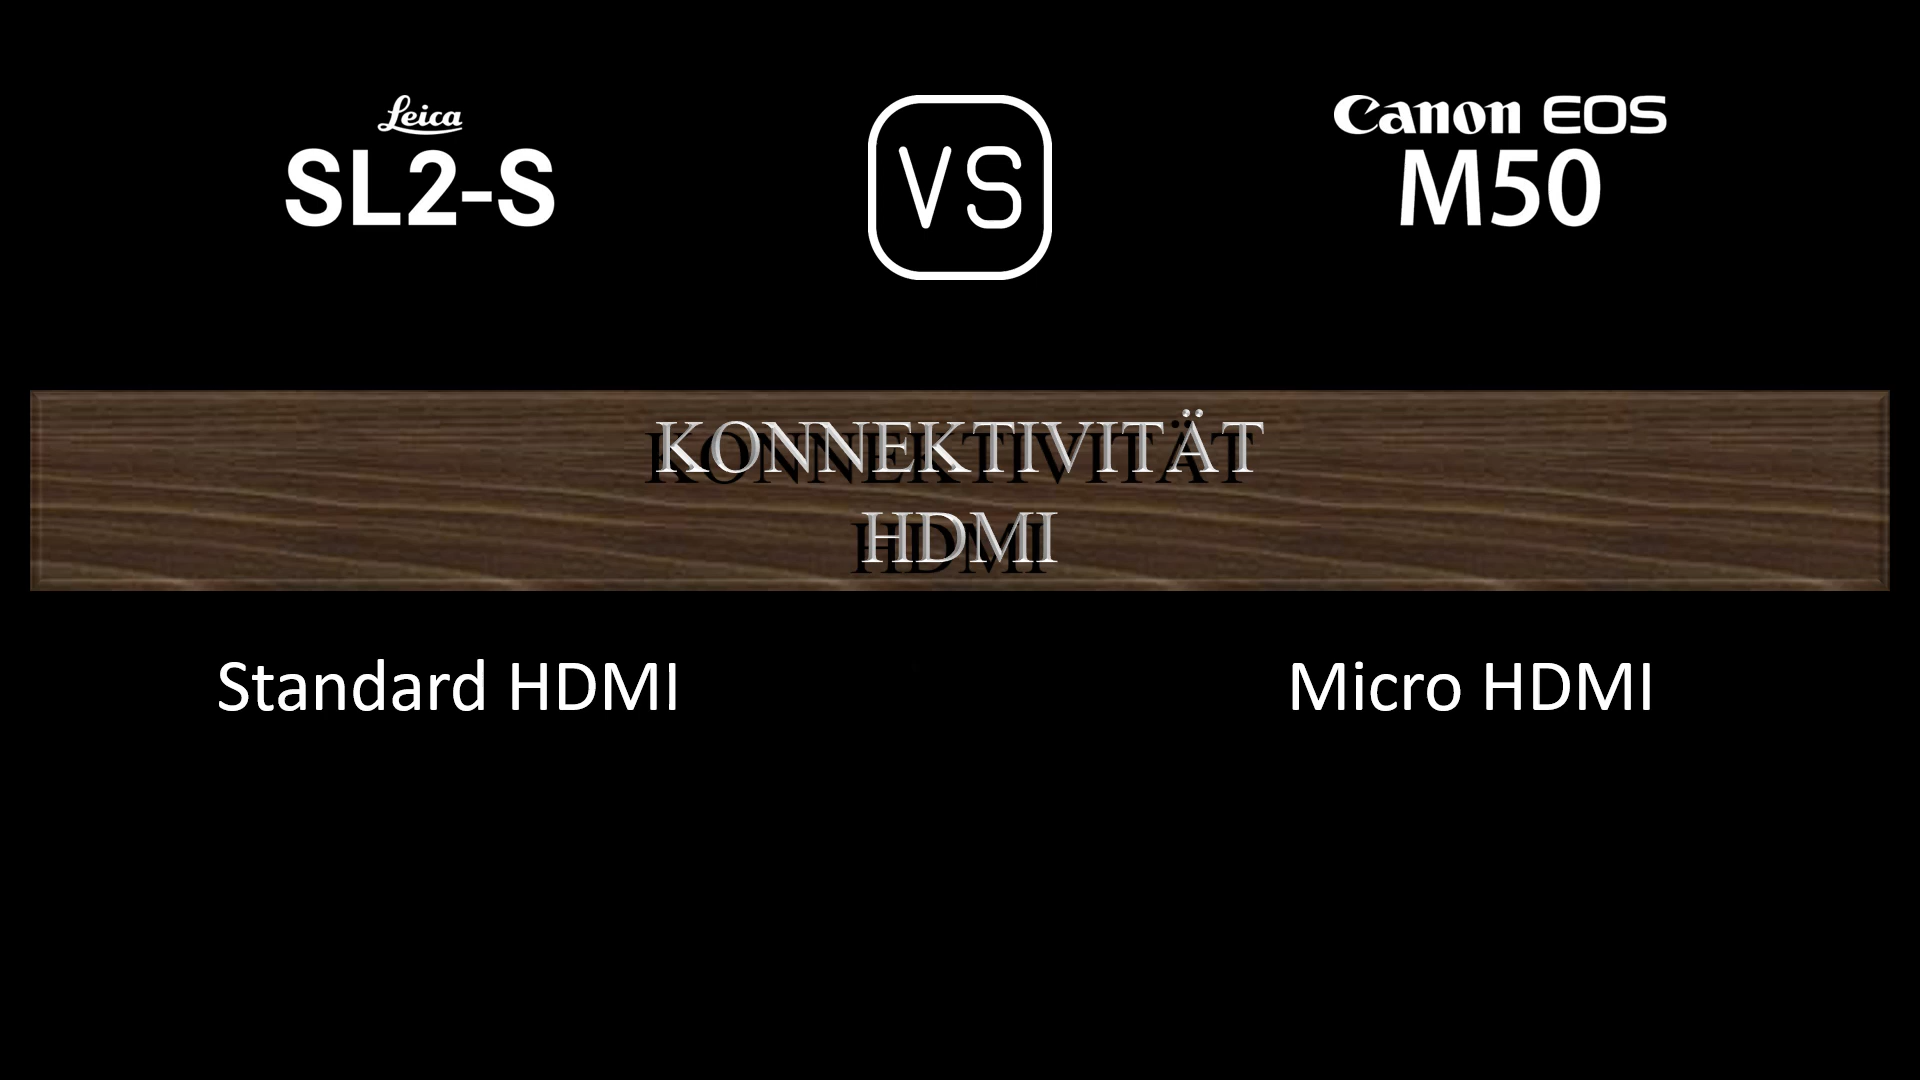 Leica
SL2-S
VS
Canon EOS
M50
KONNEKTIVITÄT
HDMI
Standard HDMI
Micro HDMI